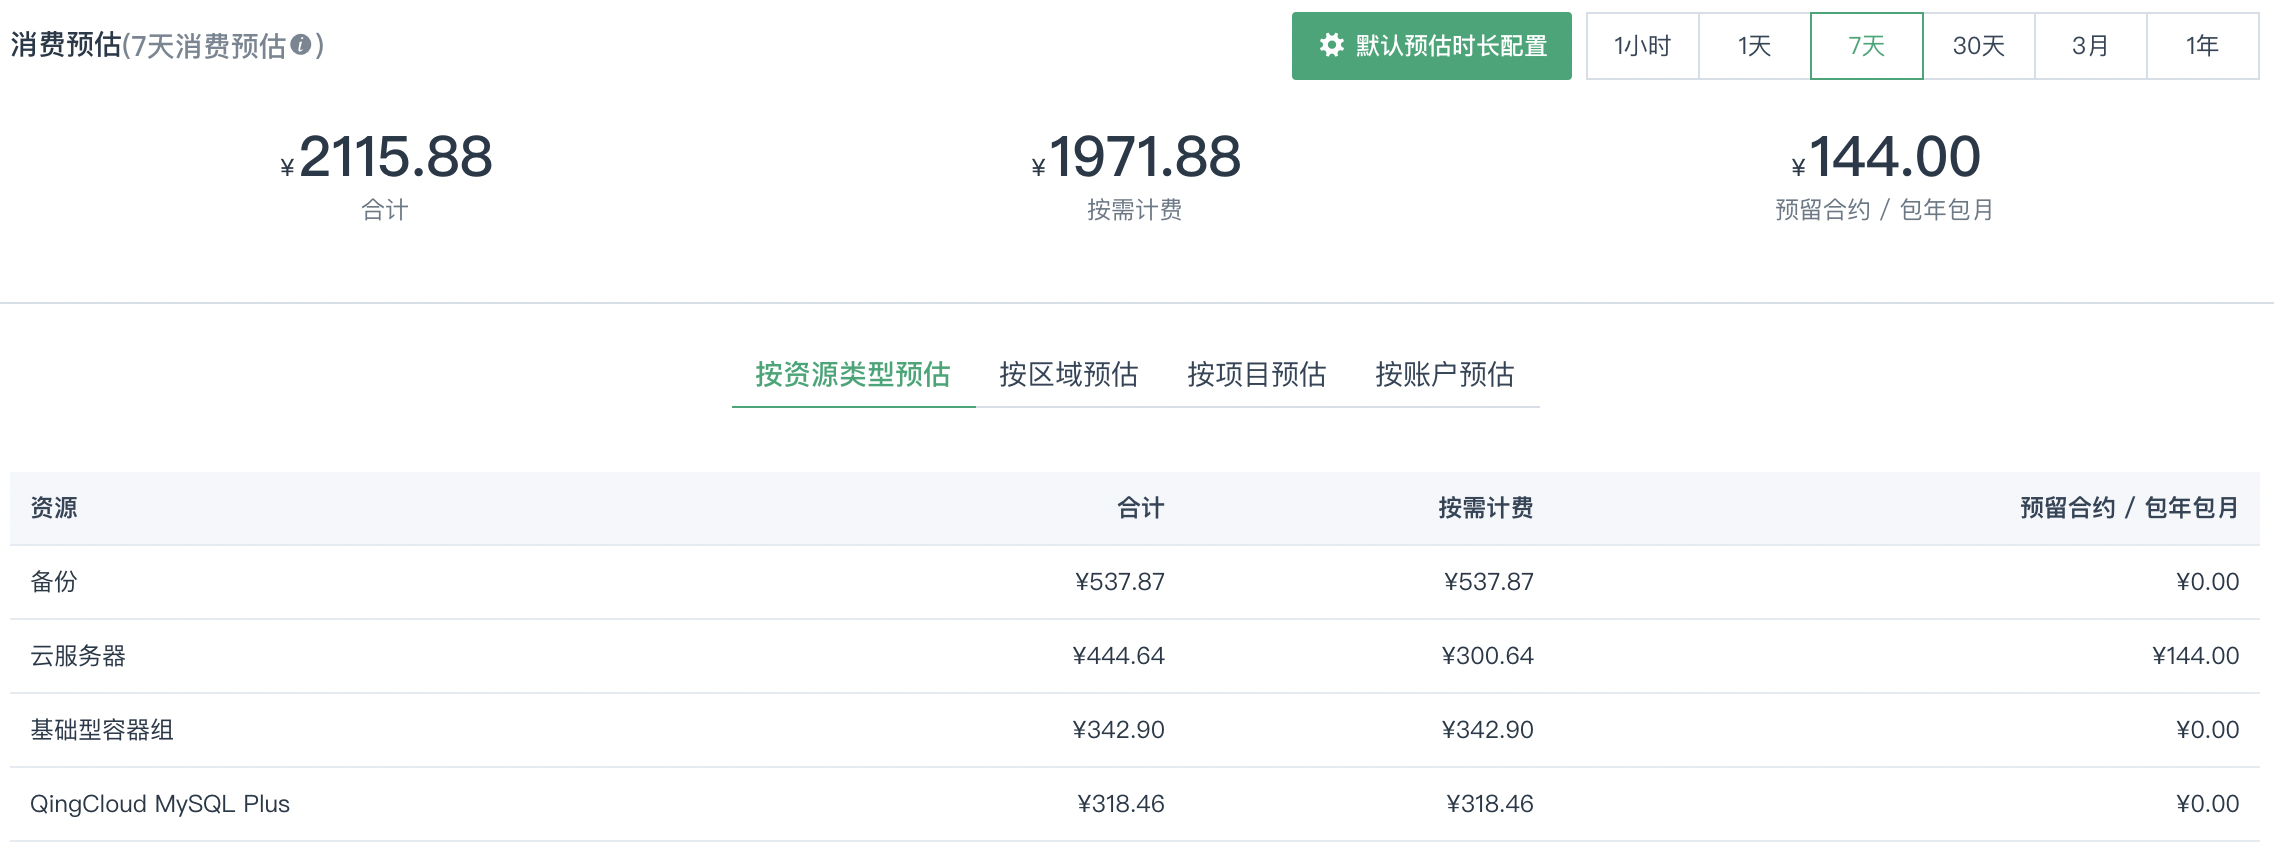 消费预估(7天消费预估) 默认预估时长配置 1小时 1天 7天 30天 3月 1年
¥2115.88 ¥1971.88 ¥144.00
合计 按需计费 预留合约 / 包年包月
按资源类型预估 按区域预估 按项目预估 按账户预估
资源 合计 按需计费 预留合约 / 包年包月
备份 ¥537.87 ¥537.87 ¥0.00
云服务器 ¥444.64 ¥300.64 ¥144.00
基础型容器组 ¥342.90 ¥342.90 ¥0.00
QingCloud MySQL Plus ¥318.46 ¥318.46 ¥0.00